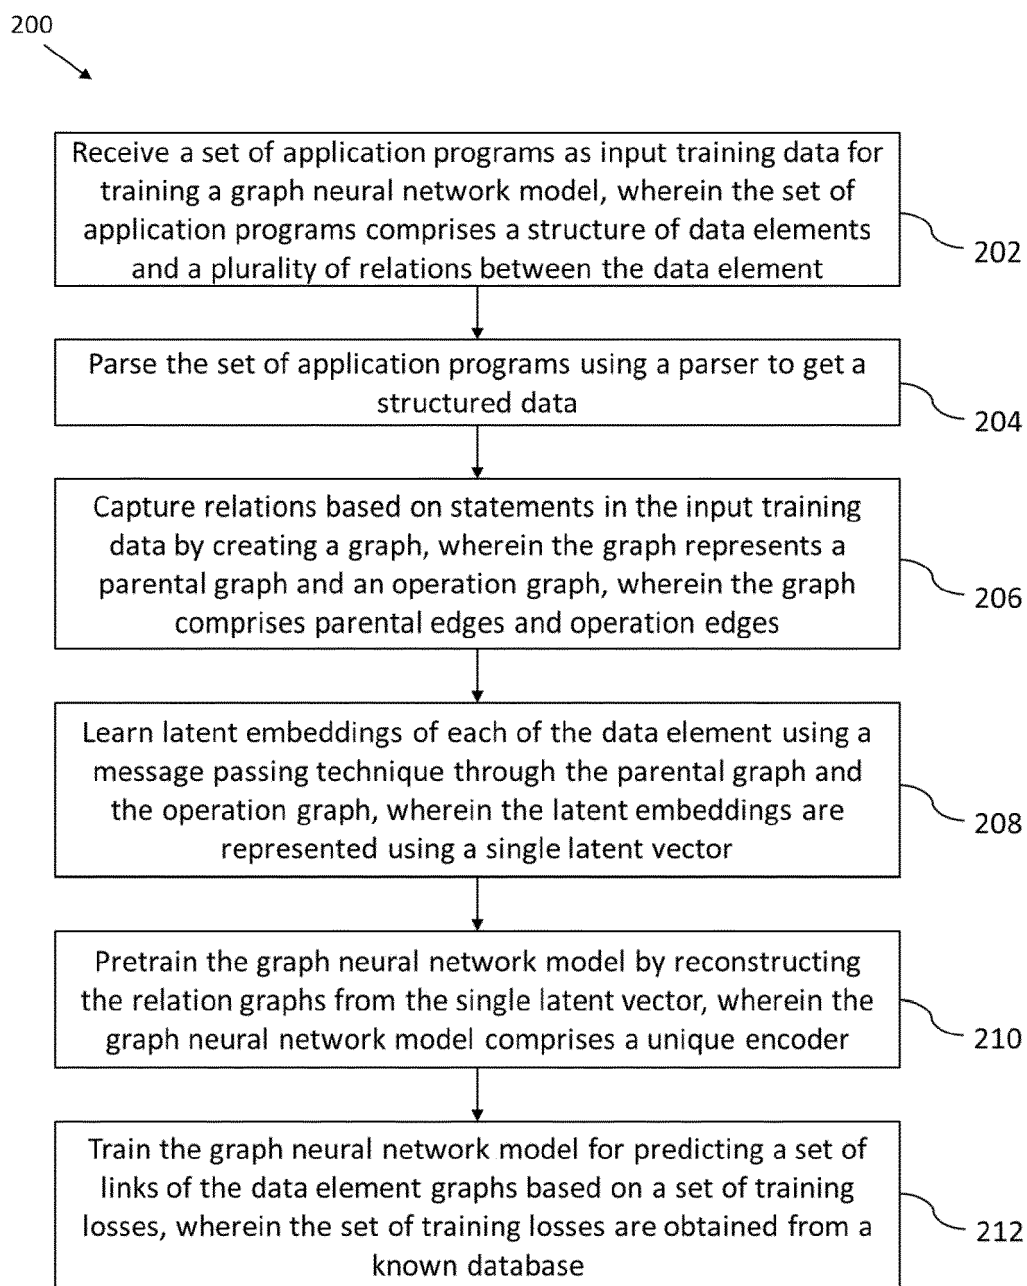 200
Receive a set of application programs as input training data for
training a graph neural network model, wherein the set of
application programs comprises a structure of data elements
and a plurality of relations between the data element
202
Parse the set of application programs using a parser to get a
structured data
204
Capture relations based on statements in the input training
data by creating a graph, wherein the graph represents a
parental graph and an operation graph, wherein the graph
comprises parental edges and operation edges
206
Learn latent embeddings of each of the data element using a
message passing technique through the parental graph and
the operation graph, wherein the latent embeddings are
represented using a single latent vector
208
Pretrain the graph neural network model by reconstructing
the relation graphs from the single latent vector, wherein the
graph neural network model comprises a unique encoder
210
Train the graph neural network model for predicting a set of
links of the data element graphs based on a set of training
losses, wherein the set of training losses are obtained from a
known database
212